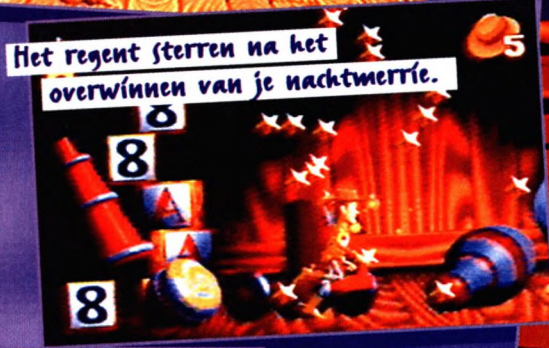 Het regent sterren na het
overwinnen van je nachtmerrie.
5
8
8
A
A
8